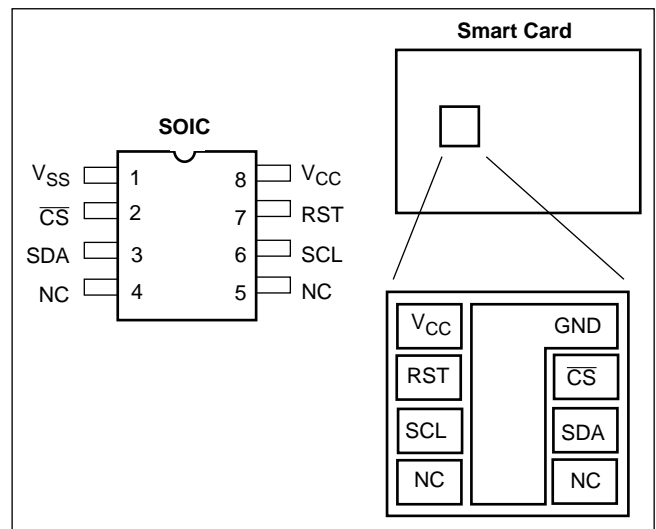 Smart Card
SOIC
VSS 1 8 VCC
CS 2 7 RST
SDA 3 6 SCL
NC 4 5 NC
VCC GND
RST CS
SCL SDA
NC NC